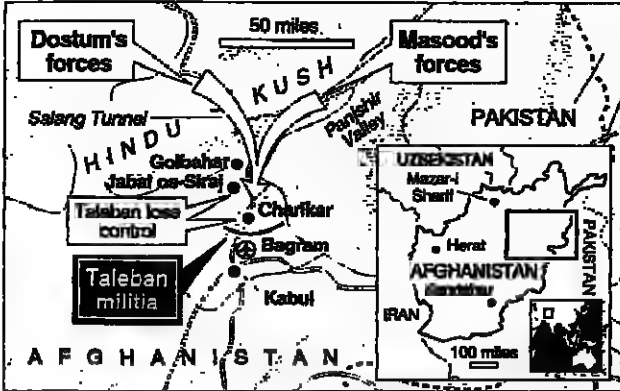 Dostum's
forces
50 miles
Masood's
forces
KUSH
Salang Tunnel
HINDU
Panjshir
Valley
PAKISTAN
Golbahar
Jabal os-Siraj
Taleban lose
control
Charikar
Bagram
Taleban
militia
Kabul
AFGHANISTAN
UZBEKISTAN
Mazar-i
Sharif
Herat
PAKISTAN
AFGHANISTAN
Kandahar
IRAN
100 miles